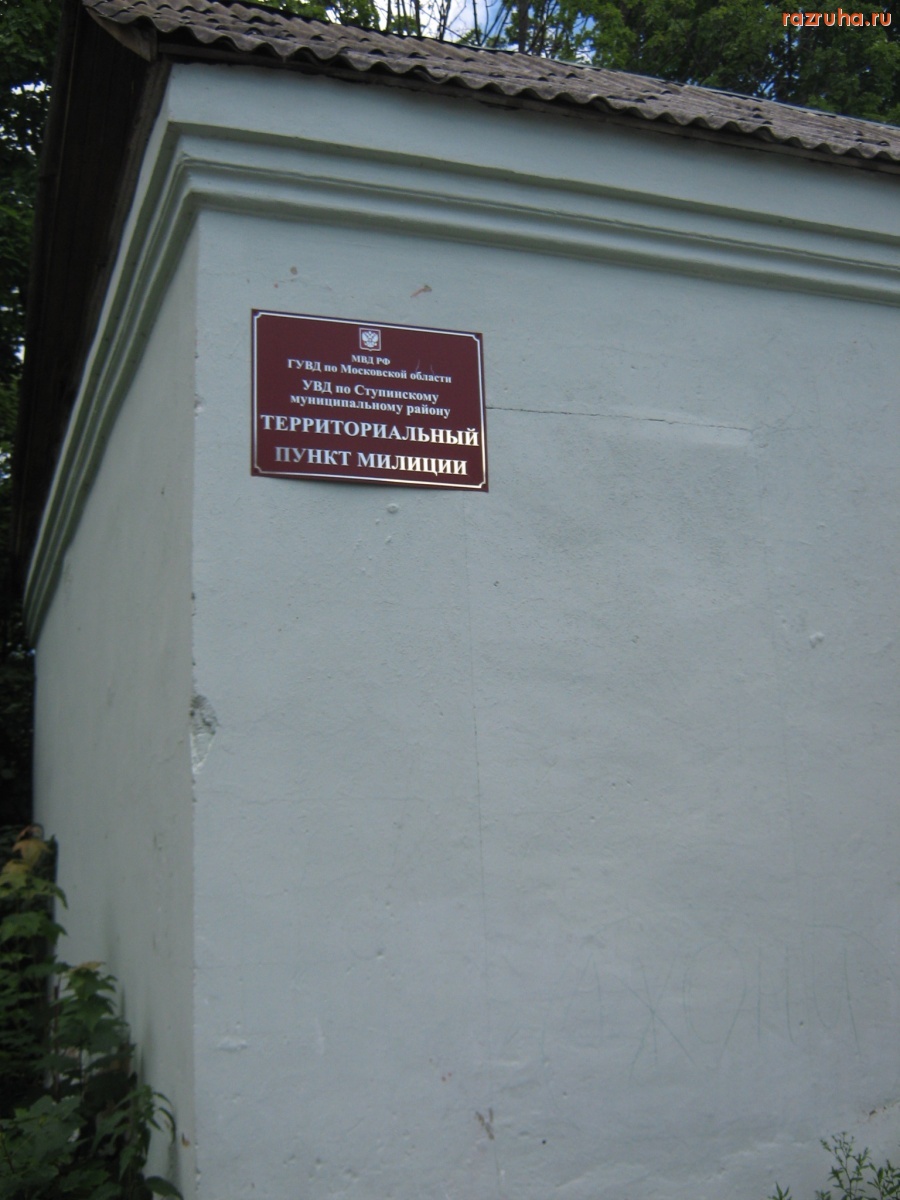 razruha.ru
МВД РФ
ГУВД по Московской области
УВД по Ступинскому
муниципальному району
ТЕРРИТОРИАЛЬНЫЙ
ПУНКТ МИЛИЦИИ